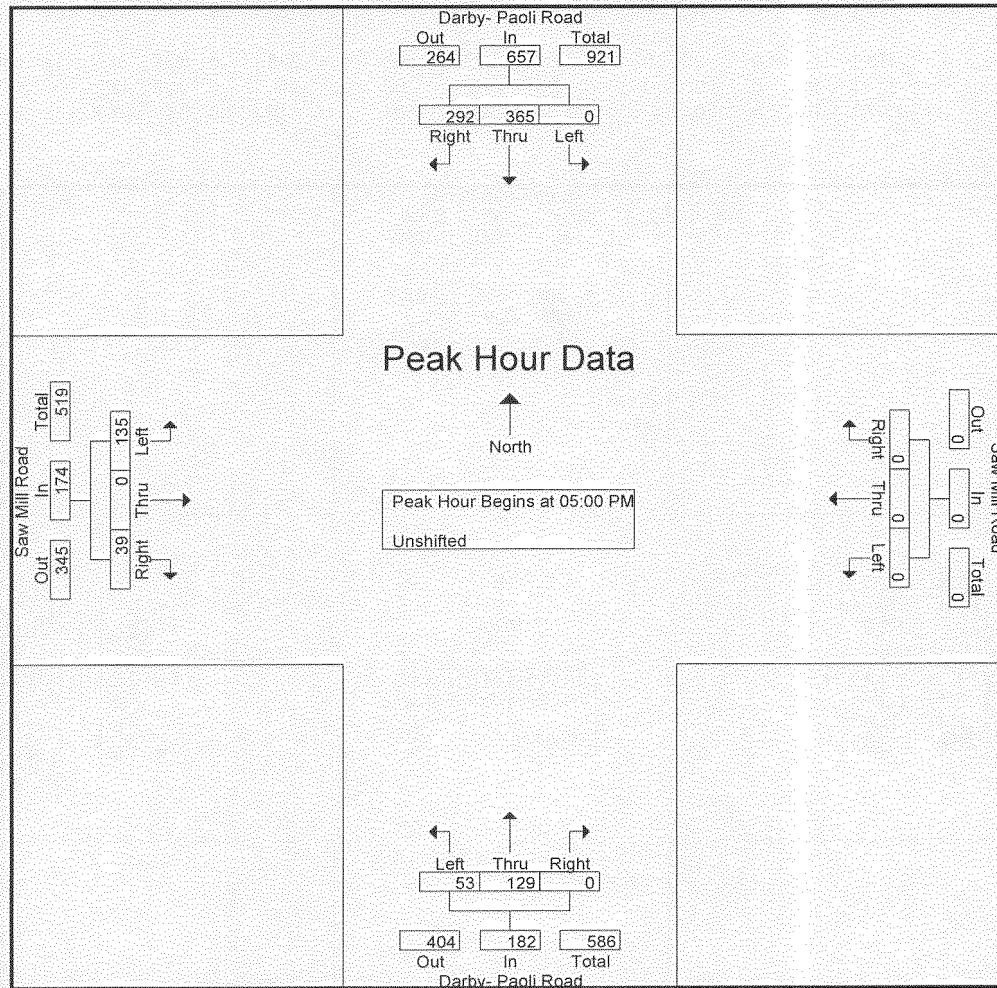 Darby- Paoli Road
Out In Total
264 657 921
292 365 0
Right Thru Left
Peak Hour Data
North
Peak Hour Begins at 05:00 PM
Unshifted
Saw Mill Road
Total In Out
519 174 345
135 0 39
Left Thru Right
Right Thru Left
0 0 0
Out In Total
0 0 0
Saw Mill Road
Left Thru Right
53 129 0
404 182 586
Out In Total
Darby- Paoli Road